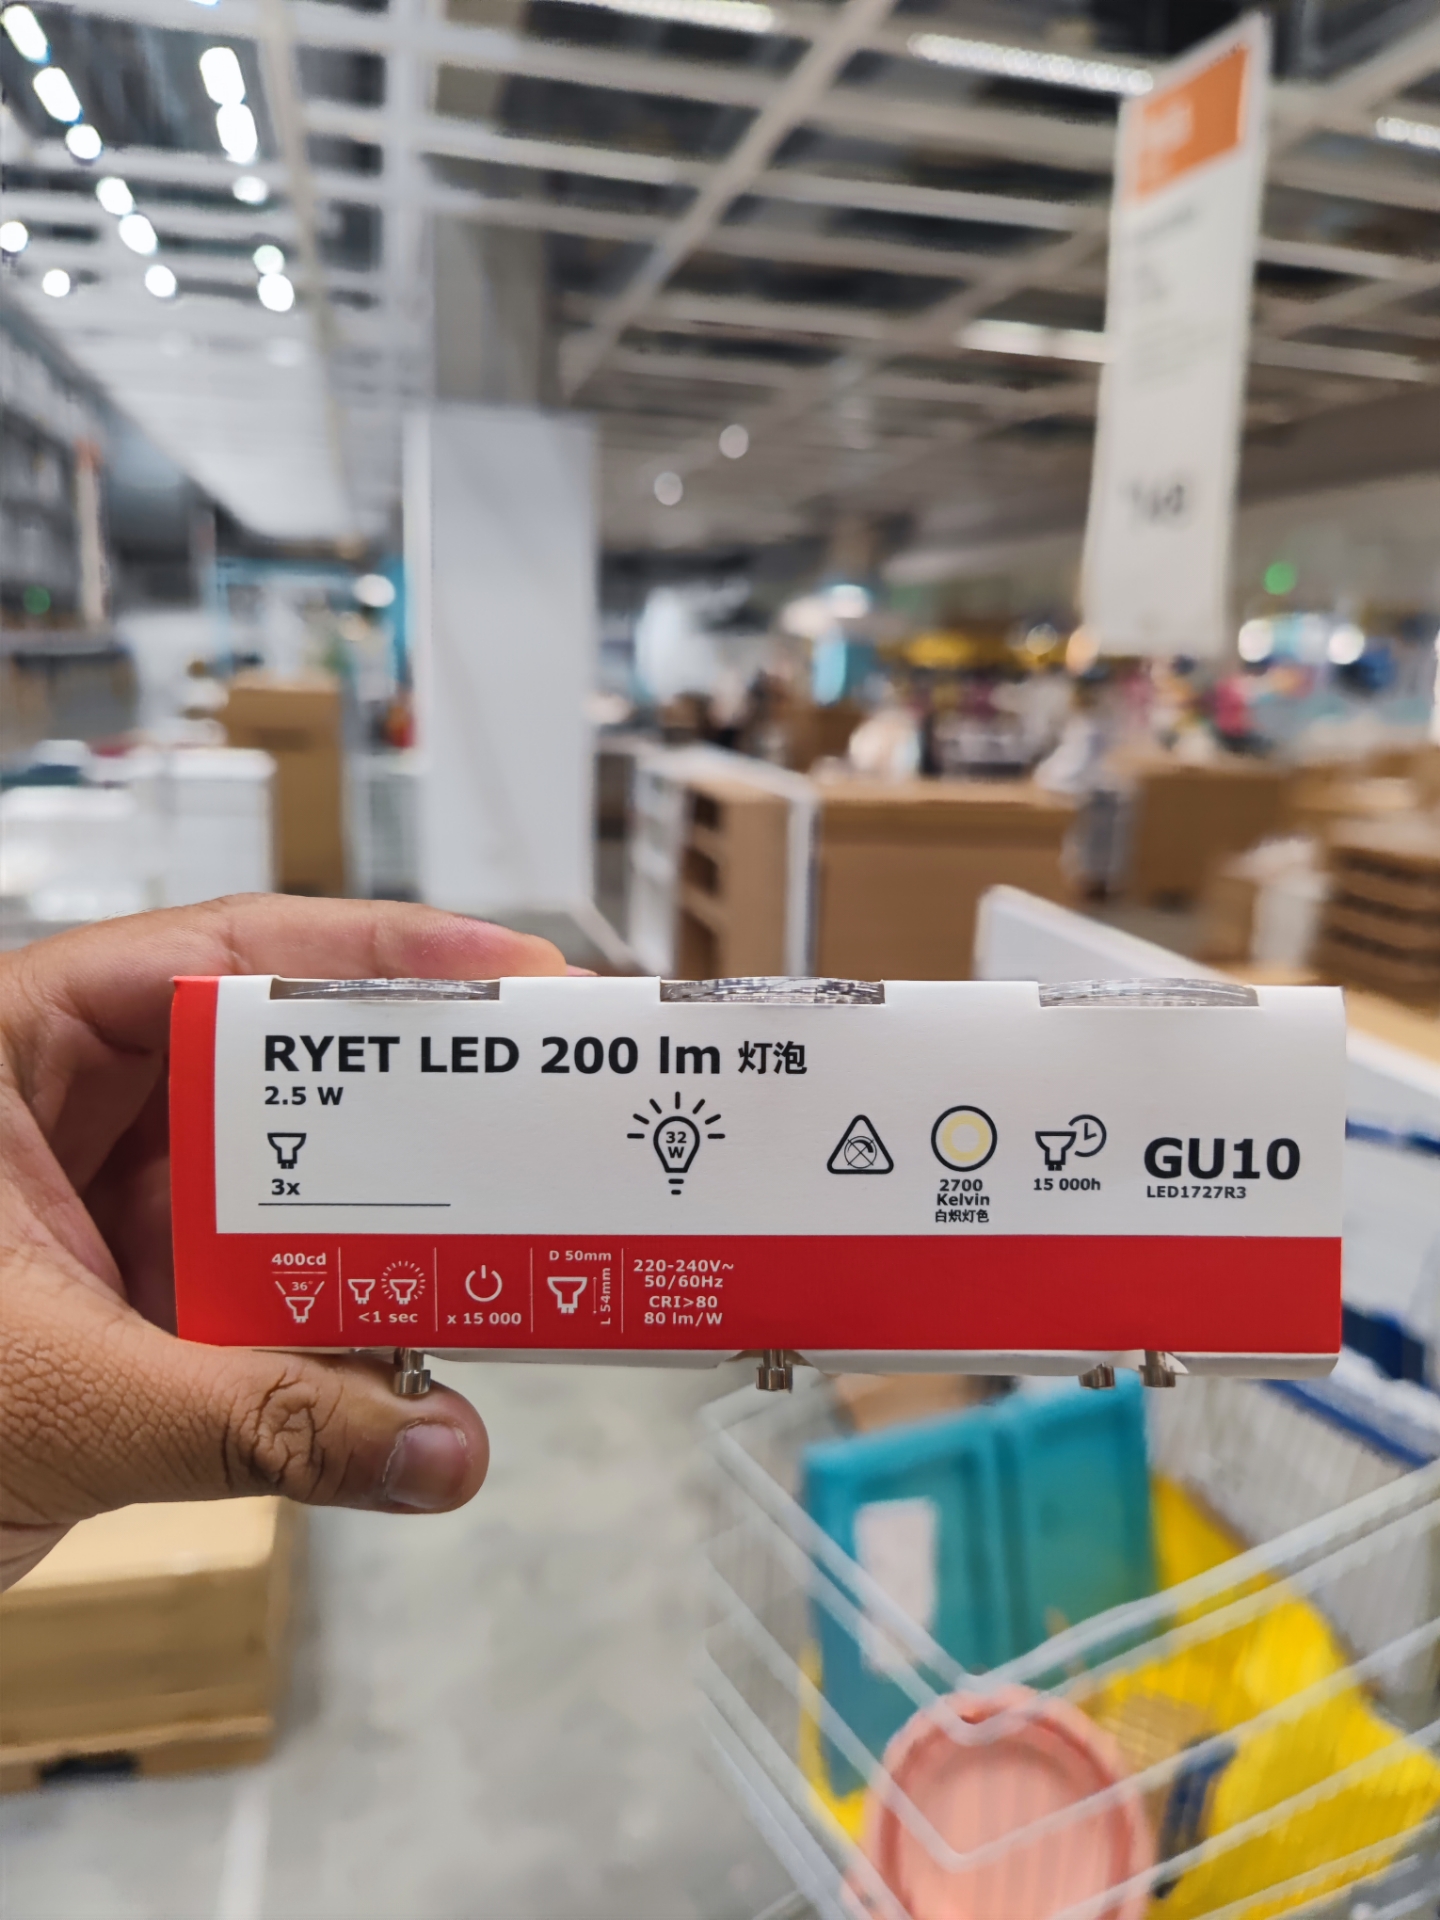 RYET LED 200 lm 灯泡
2.5 W
32
W
3x
2700
Kelvin
白炽灯色
15 000h
GU10
LED1727R3
400cd
36°
<1 sec
x 15 000
D 50mm
L 54mm
220-240V~
50/60Hz
CRI>80
80 lm/W